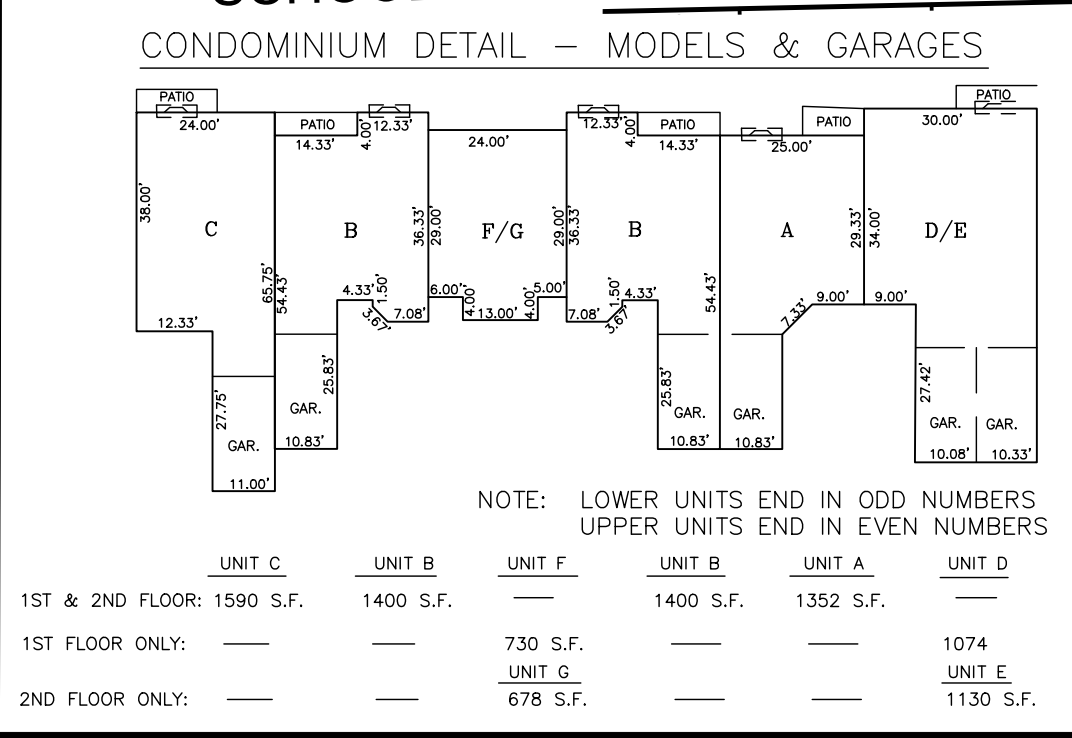 CONDOMINIUM DETAIL – MODELS & GARAGES
PATIO PATIO
24.00' PATIO 12.33' 12.33' PATIO PATIO 30.00'
14.33' 4.00' 24.00' 4.00' 14.33' 25.00'
38.00' C B 36.33' 29.00' F/G 29.00' 36.33' B A 29.33' 34.00' D/E
65.75' 54.43' 4.33' 1.50' 6.00' 4.00' 4.00' 5.00' 1.50' 4.33' 54.43' 9.00' 9.00'
12.33' 3.67' 7.08' 13.00' 7.08' 3.67' 7.33'
27.75' 25.83' 25.83' 27.42'
GAR. GAR. GAR. GAR. GAR.
GAR. 10.83' 10.83' 10.83' 10.08' 10.33'
11.00'
NOTE: LOWER UNITS END IN ODD NUMBERS
UPPER UNITS END IN EVEN NUMBERS
UNIT C UNIT B UNIT F UNIT B UNIT A UNIT D
1ST & 2ND FLOOR: 1590 S.F. 1400 S.F. —— 1400 S.F. 1352 S.F. ——
1ST FLOOR ONLY: —— —— 730 S.F. —— —— 1074
UNIT G UNIT E
2ND FLOOR ONLY: —— —— 678 S.F. —— —— 1130 S.F.